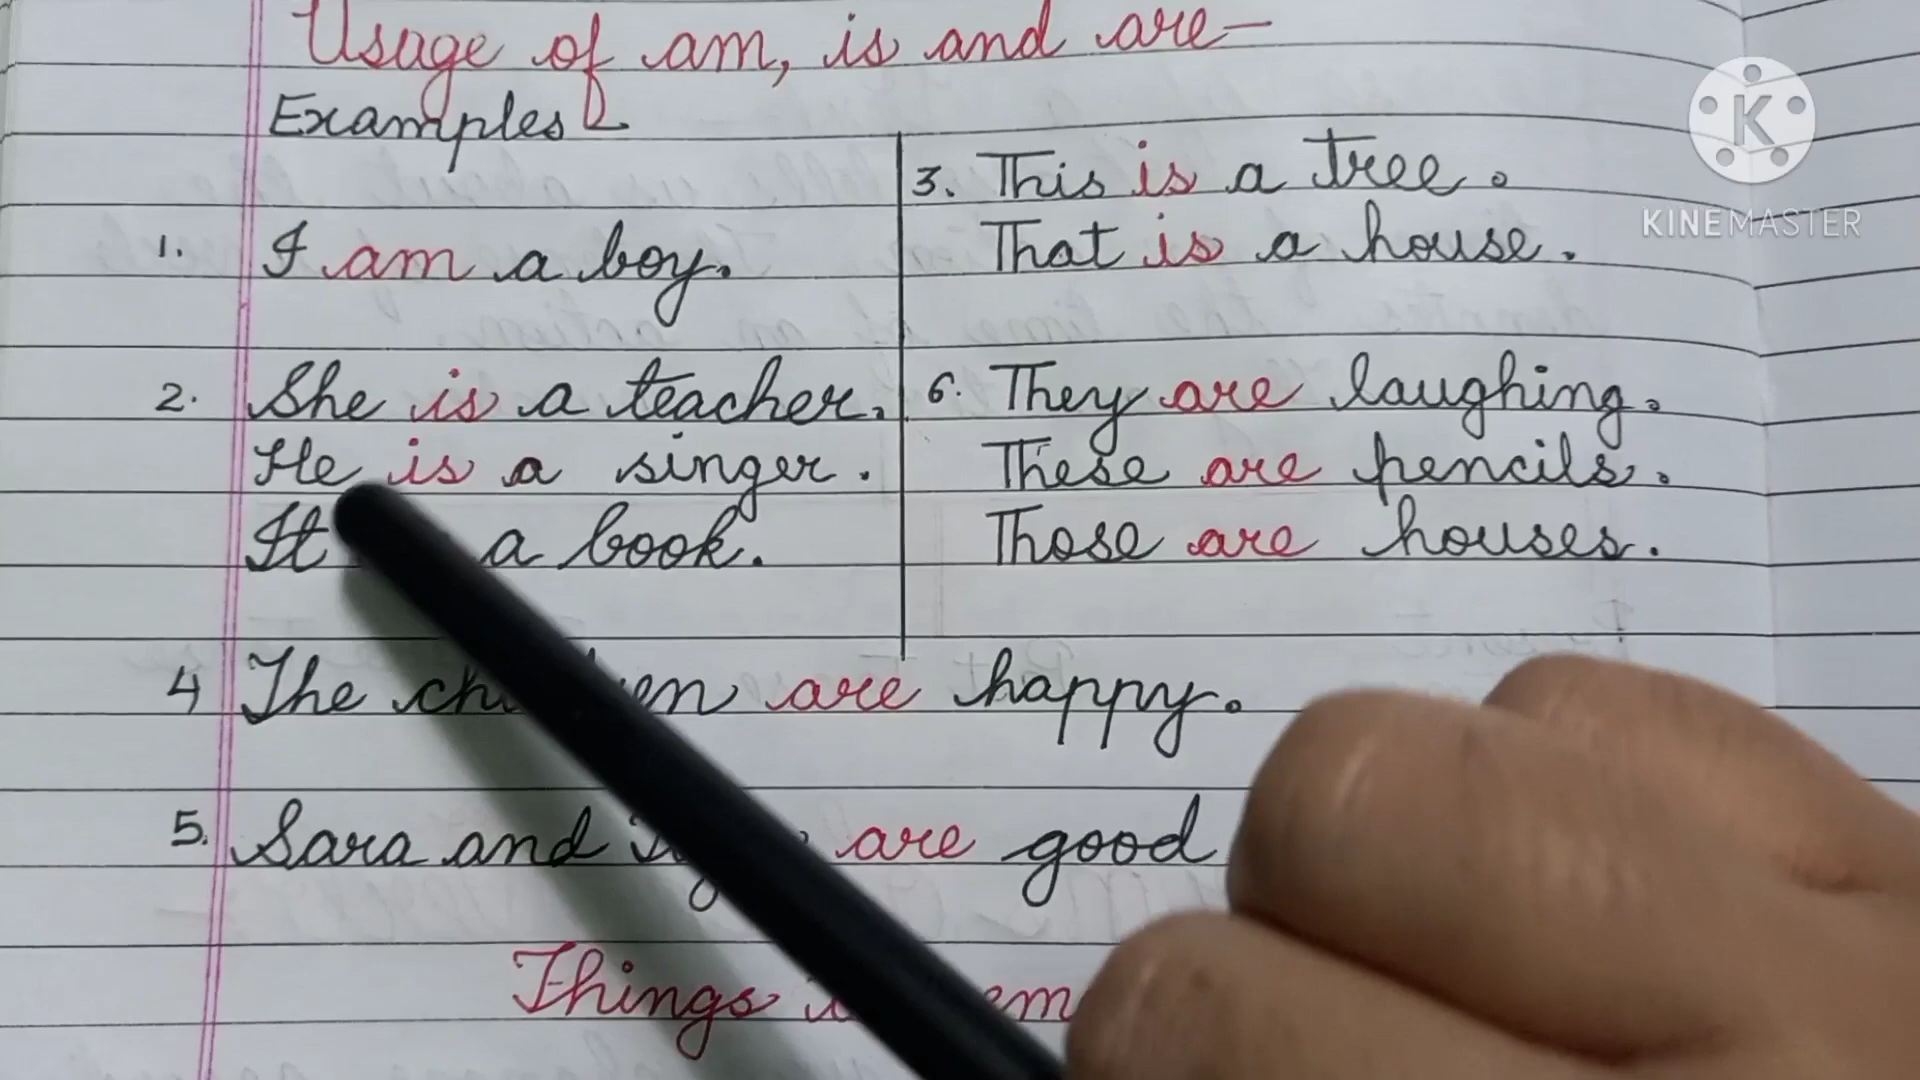 Usage of am, is and are—
Examples
1. I am a boy.
2. She is a teacher.
He is a singer.
It a book.
3. This is a tree.
That is a house.
6. They are laughing.
These are pencils.
Those are houses.
4 The are happy.
5. Sara and are good
Things
KINEMASTER